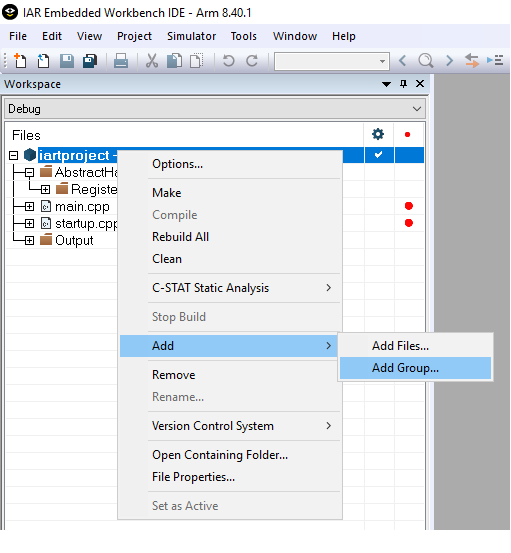 IAR Embedded Workbench IDE - Arm 8.40.1
File Edit View Project Simulator Tools Window Help
Workspace
Debug
Files
iartproject -
AbstractHa
Registe
main.cpp
startup.cpp
Output
Options...
Make
Compile
Rebuild All
Clean
C-STAT Static Analysis
Stop Build
Add
Add Files...
Add Group...
Remove
Rename...
Version Control System
Open Containing Folder...
File Properties...
Set as Active